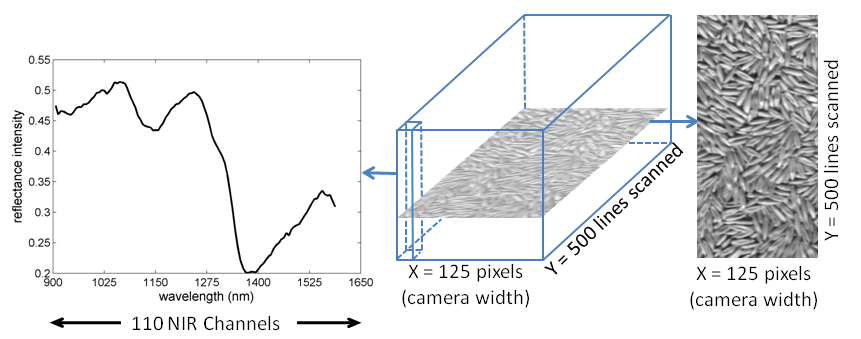 0.55
0.5
0.45
0.4
0.35
0.3
0.25
0.2
reflectance intensity
900 1025 1150 1275 1400 1525 1650
wavelength (nm)
110 NIR Channels
X = 125 pixels
(camera width)
Y = 500 lines scanned
X = 125 pixels
(camera width)
Y = 500 lines scanned